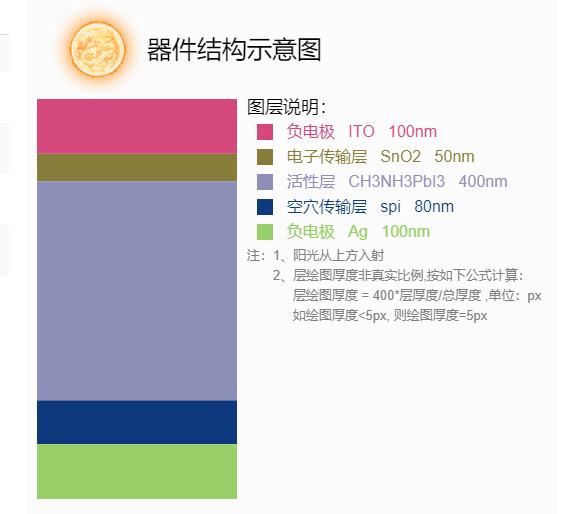 器件结构示意图
图层说明：
负电极 ITO 100nm
电子传输层 SnO2 50nm
活性层 CH3NH3PbI3 400nm
空穴传输层 spi 80nm
负电极 Ag 100nm
注：1、阳光从上方入射
2、层绘图厚度非真实比例,按如下公式计算：
层绘图厚度 = 400*层厚度/总厚度 ,单位：px
如绘图厚度<5px, 则绘图厚度=5px